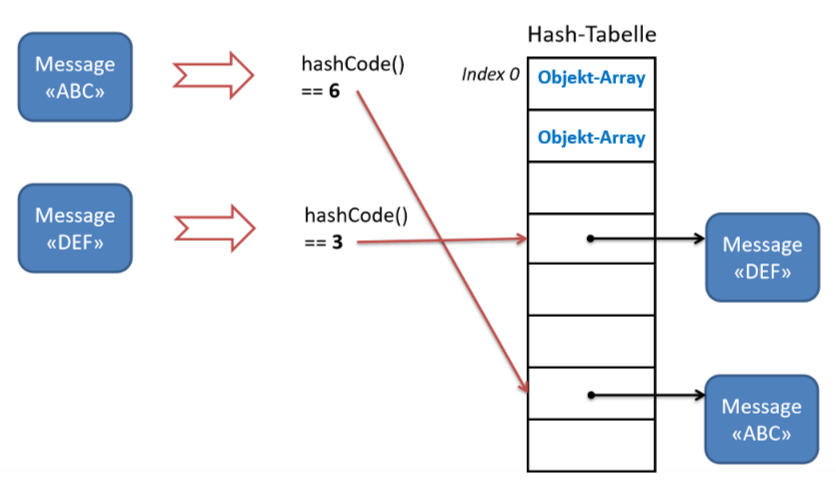 Hash-Tabelle
Message
«ABC»
hashCode()
== 6
Index 0
Objekt-Array
Objekt-Array
Message
«DEF»
hashCode()
== 3
Message
«DEF»
Message
«ABC»